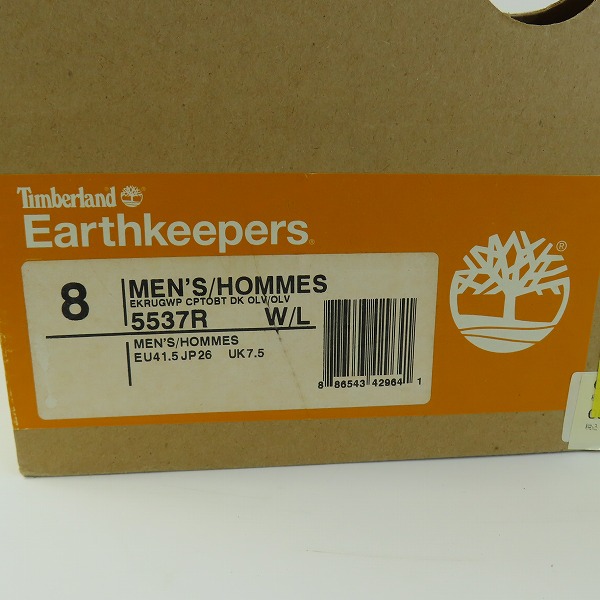 Timberland
Earthkeepers®
8
MEN'S/HOMMES
EKRUGWP CPTOBT DK OLV/OLV
5537R W/L
MEN'S/HOMMES
EU41.5 JP26 UK7.5
8 86543 42964 1
®